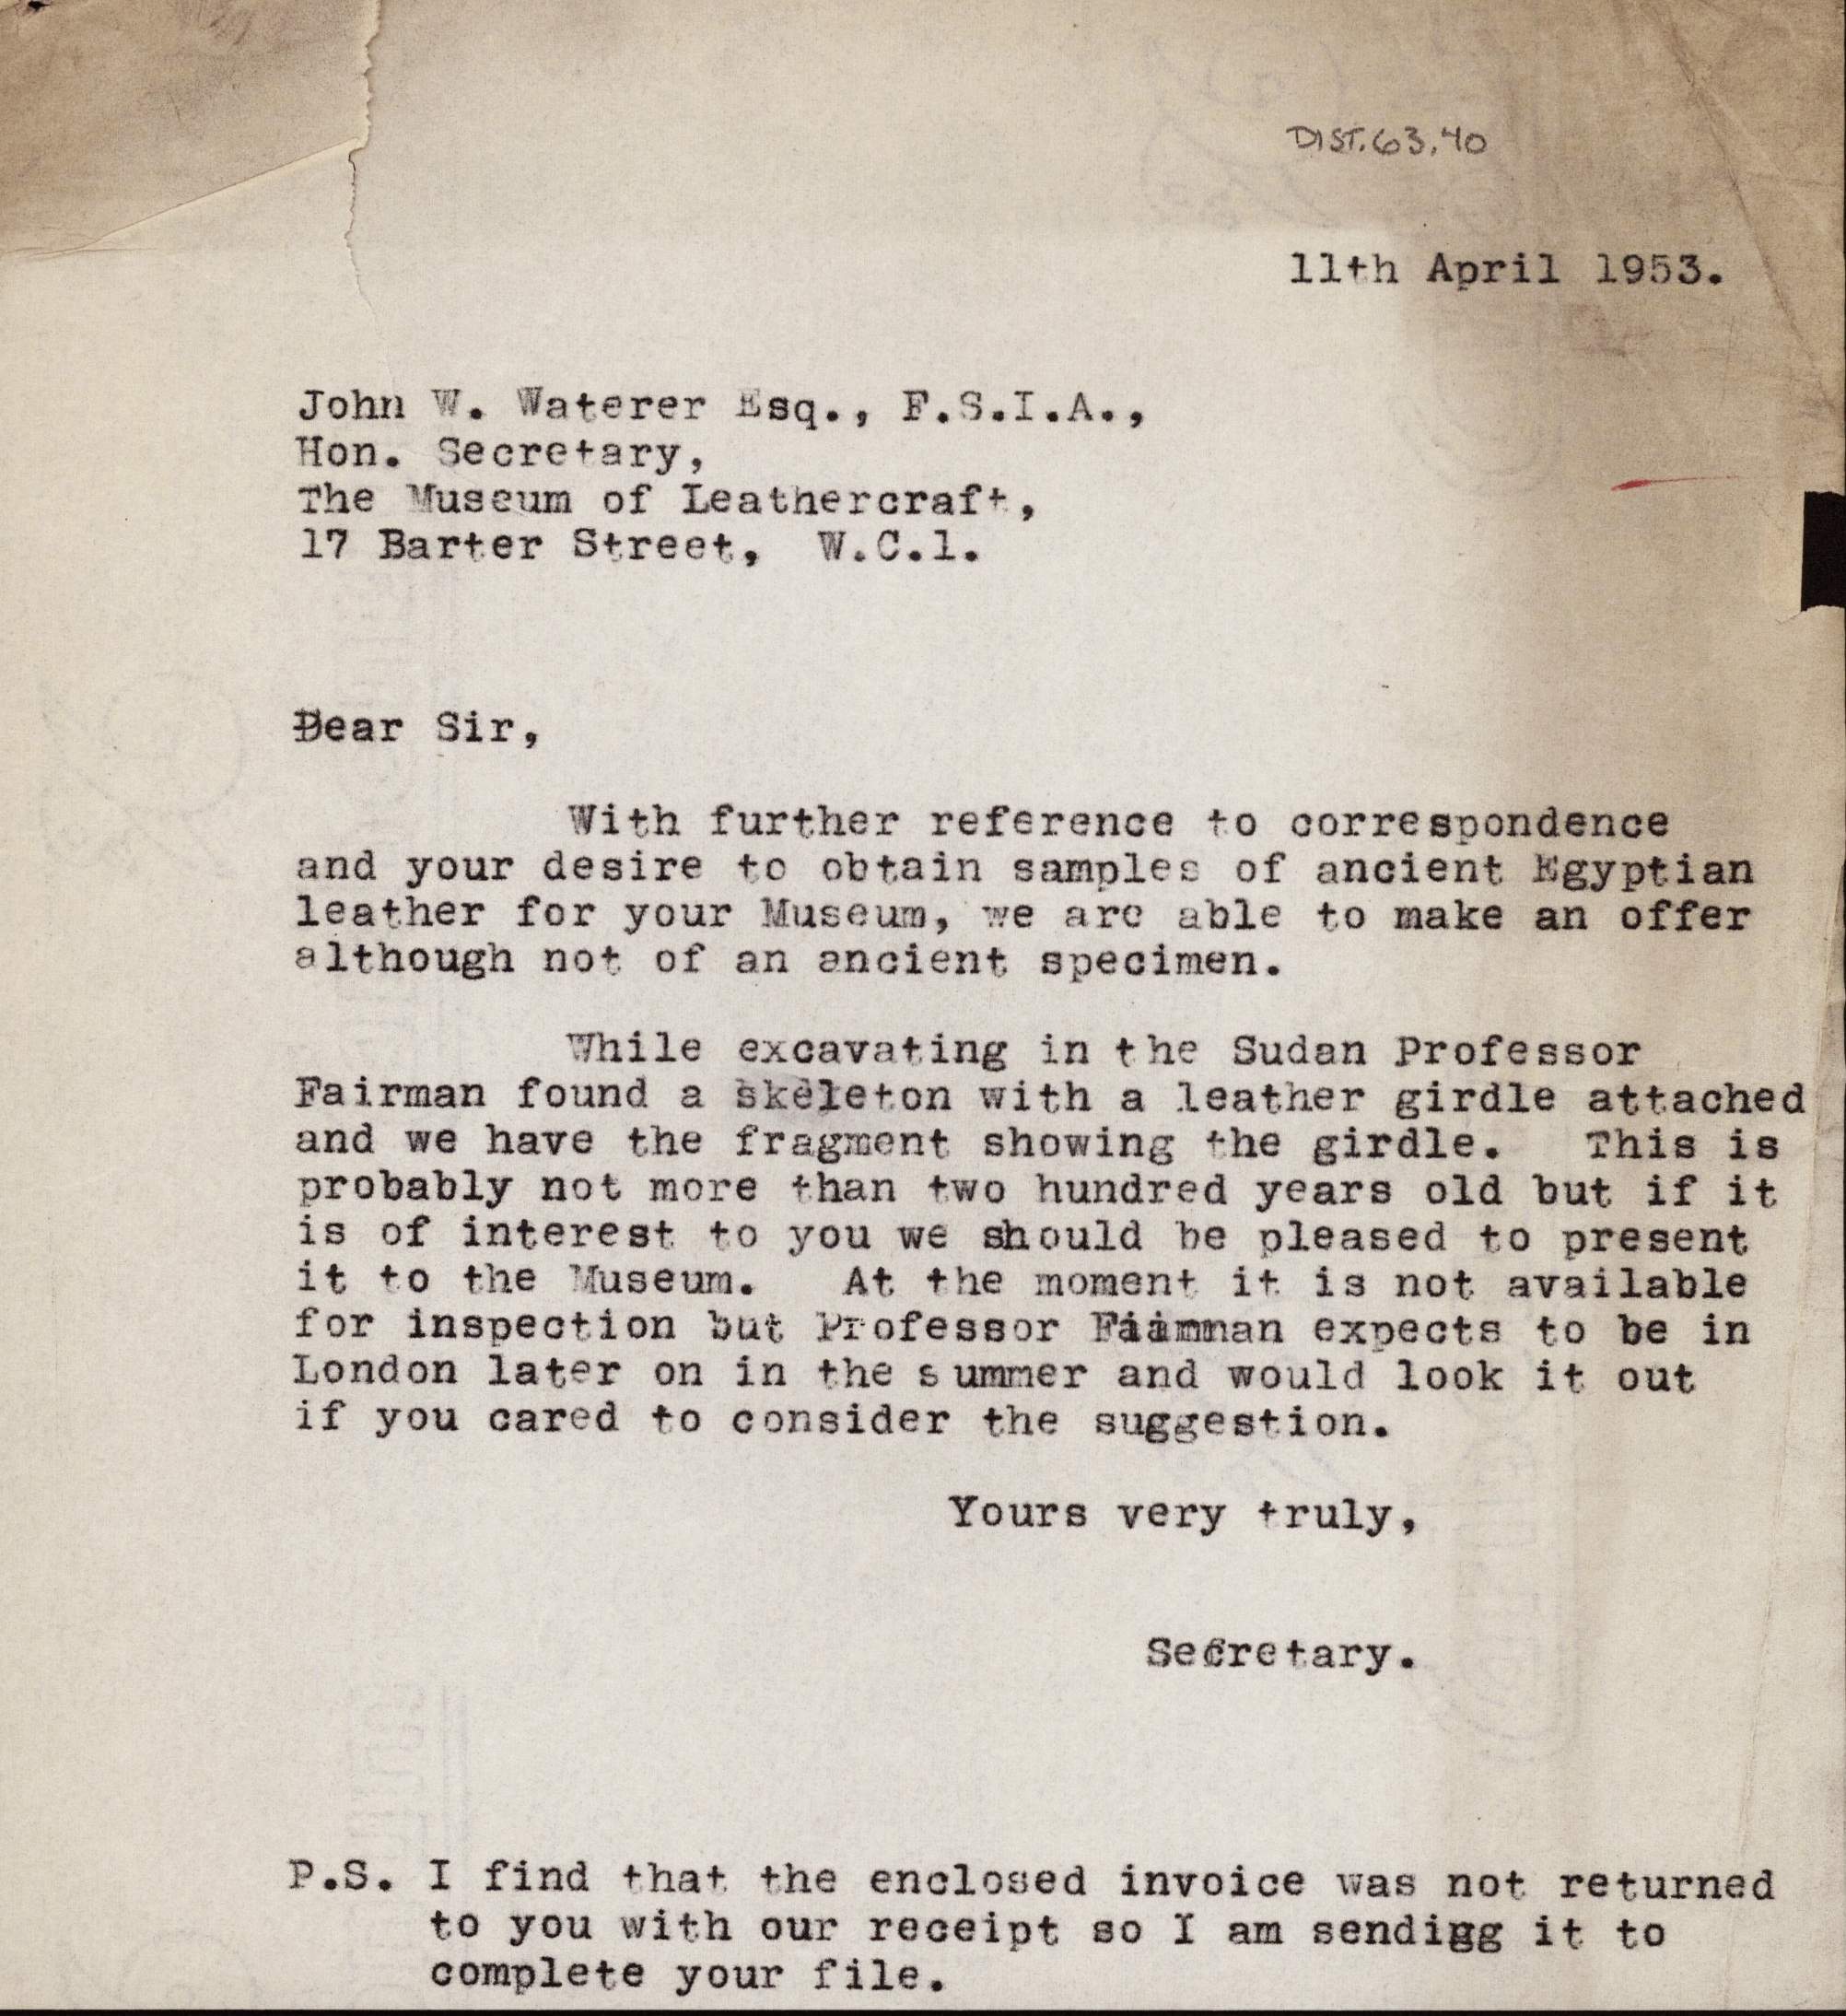 DIST.63.40
11th April 1953.
John W. Waterer Esq., F.S.I.A.,
Hon. Secretary,
The Museum of Leathercraft,
17 Barter Street, W.C.1.
Dear Sir,
With further reference to correspondence
and your desire to obtain samples of ancient Egyptian
leather for your Museum, we are able to make an offer
although not of an ancient specimen.
While excavating in the Sudan Professor
Fairman found a skeleton with a leather girdle attached
and we have the fragment showing the girdle. This is
probably not more than two hundred years old but if it
is of interest to you we should be pleased to present
it to the Museum. At the moment it is not available
for inspection but Professor Fairman expects to be in
London later on in the summer and would look it out
if you cared to consider the suggestion.
Yours very truly,
Secretary.
P.S. I find that the enclosed invoice was not returned
to you with our receipt so I am sending it to
complete your file.